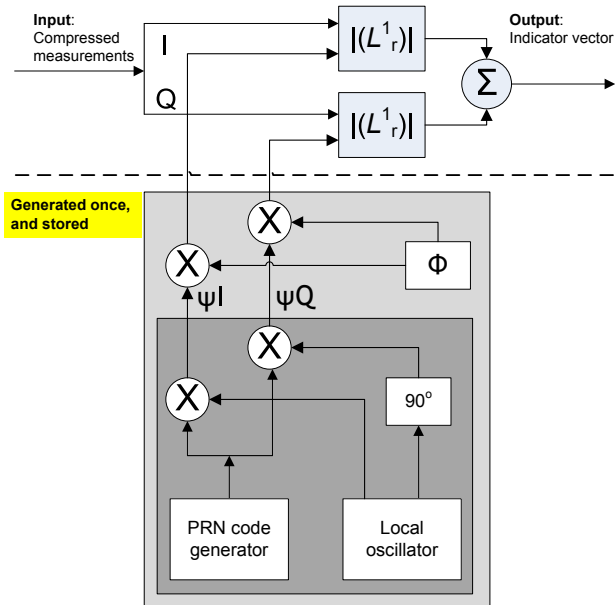 Input:
Compressed
measurements
I
Q
|(L¹ᵣ)|
|(L¹ᵣ)|
Σ
Output:
Indicator vector
Generated once,
and stored
X
X
Φ
ψI
ψQ
X
X
90°
PRN code
generator
Local
oscillator